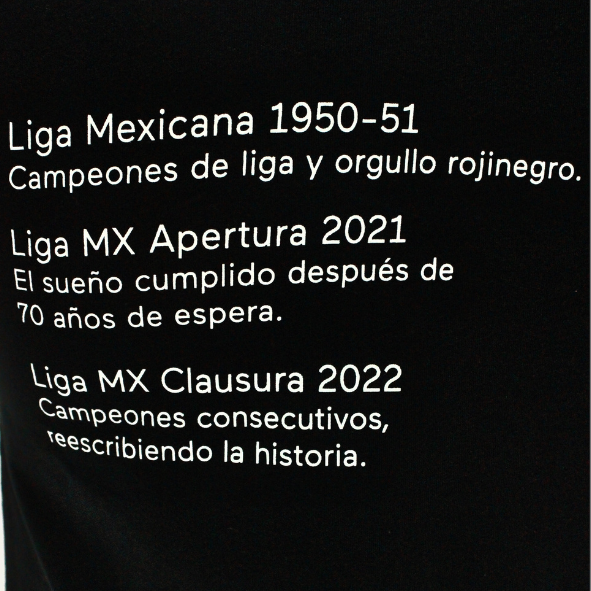 Liga Mexicana 1950-51
Campeones de liga y orgullo rojinegro.
Liga MX Apertura 2021
El sueño cumplido después de
70 años de espera.
Liga MX Clausura 2022
Campeones consecutivos,
reescribiendo la historia.